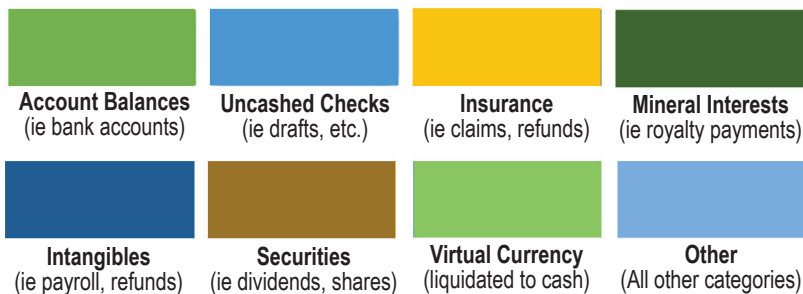 Account Balances
(ie bank accounts)
Uncashed Checks
(ie drafts, etc.)
Insurance
(ie claims, refunds)
Mineral Interests
(ie royalty payments)
Intangibles
(ie payroll, refunds)
Securities
(ie dividends, shares)
Virtual Currency
(liquidated to cash)
Other
(All other categories)